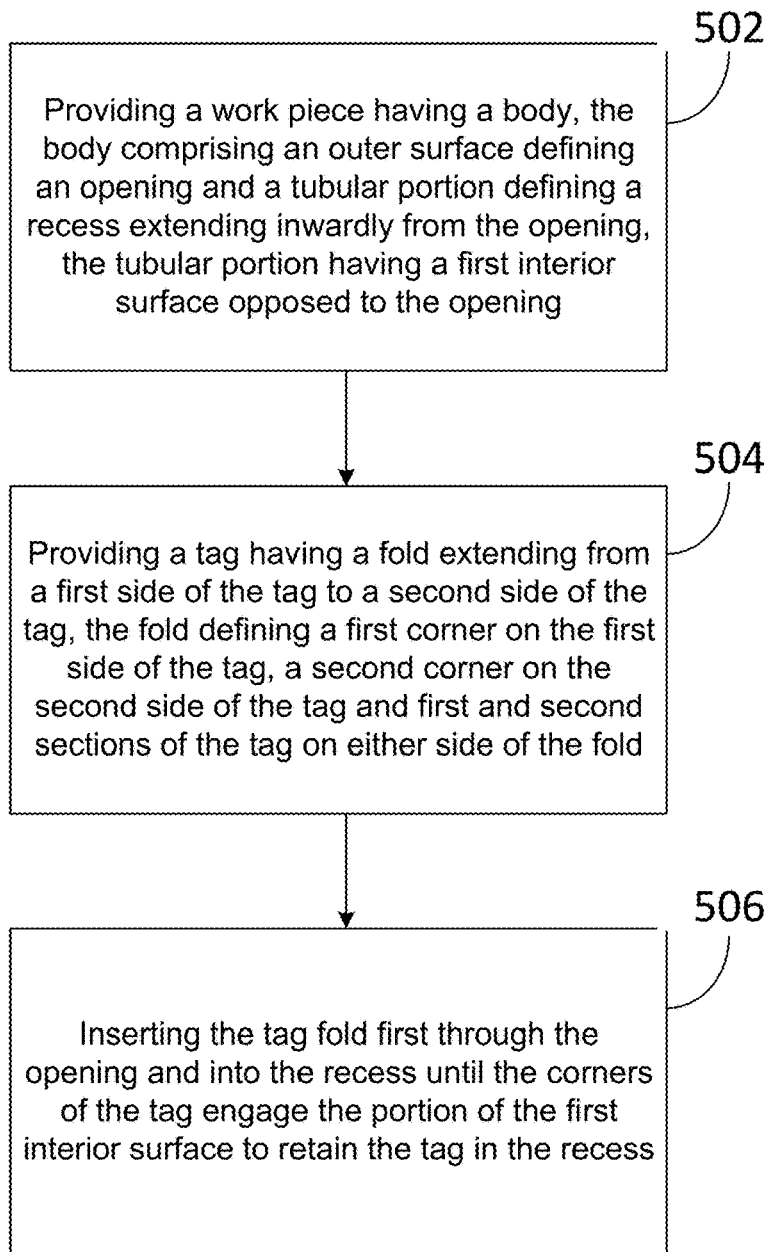 502
Providing a work piece having a body, the
body comprising an outer surface defining
an opening and a tubular portion defining a
recess extending inwardly from the opening,
the tubular portion having a first interior
surface opposed to the opening
504
Providing a tag having a fold extending from
a first side of the tag to a second side of the
tag, the fold defining a first corner on the first
side of the tag, a second corner on the
second side of the tag and first and second
sections of the tag on either side of the fold
506
Inserting the tag fold first through the
opening and into the recess until the corners
of the tag engage the portion of the first
interior surface to retain the tag in the recess